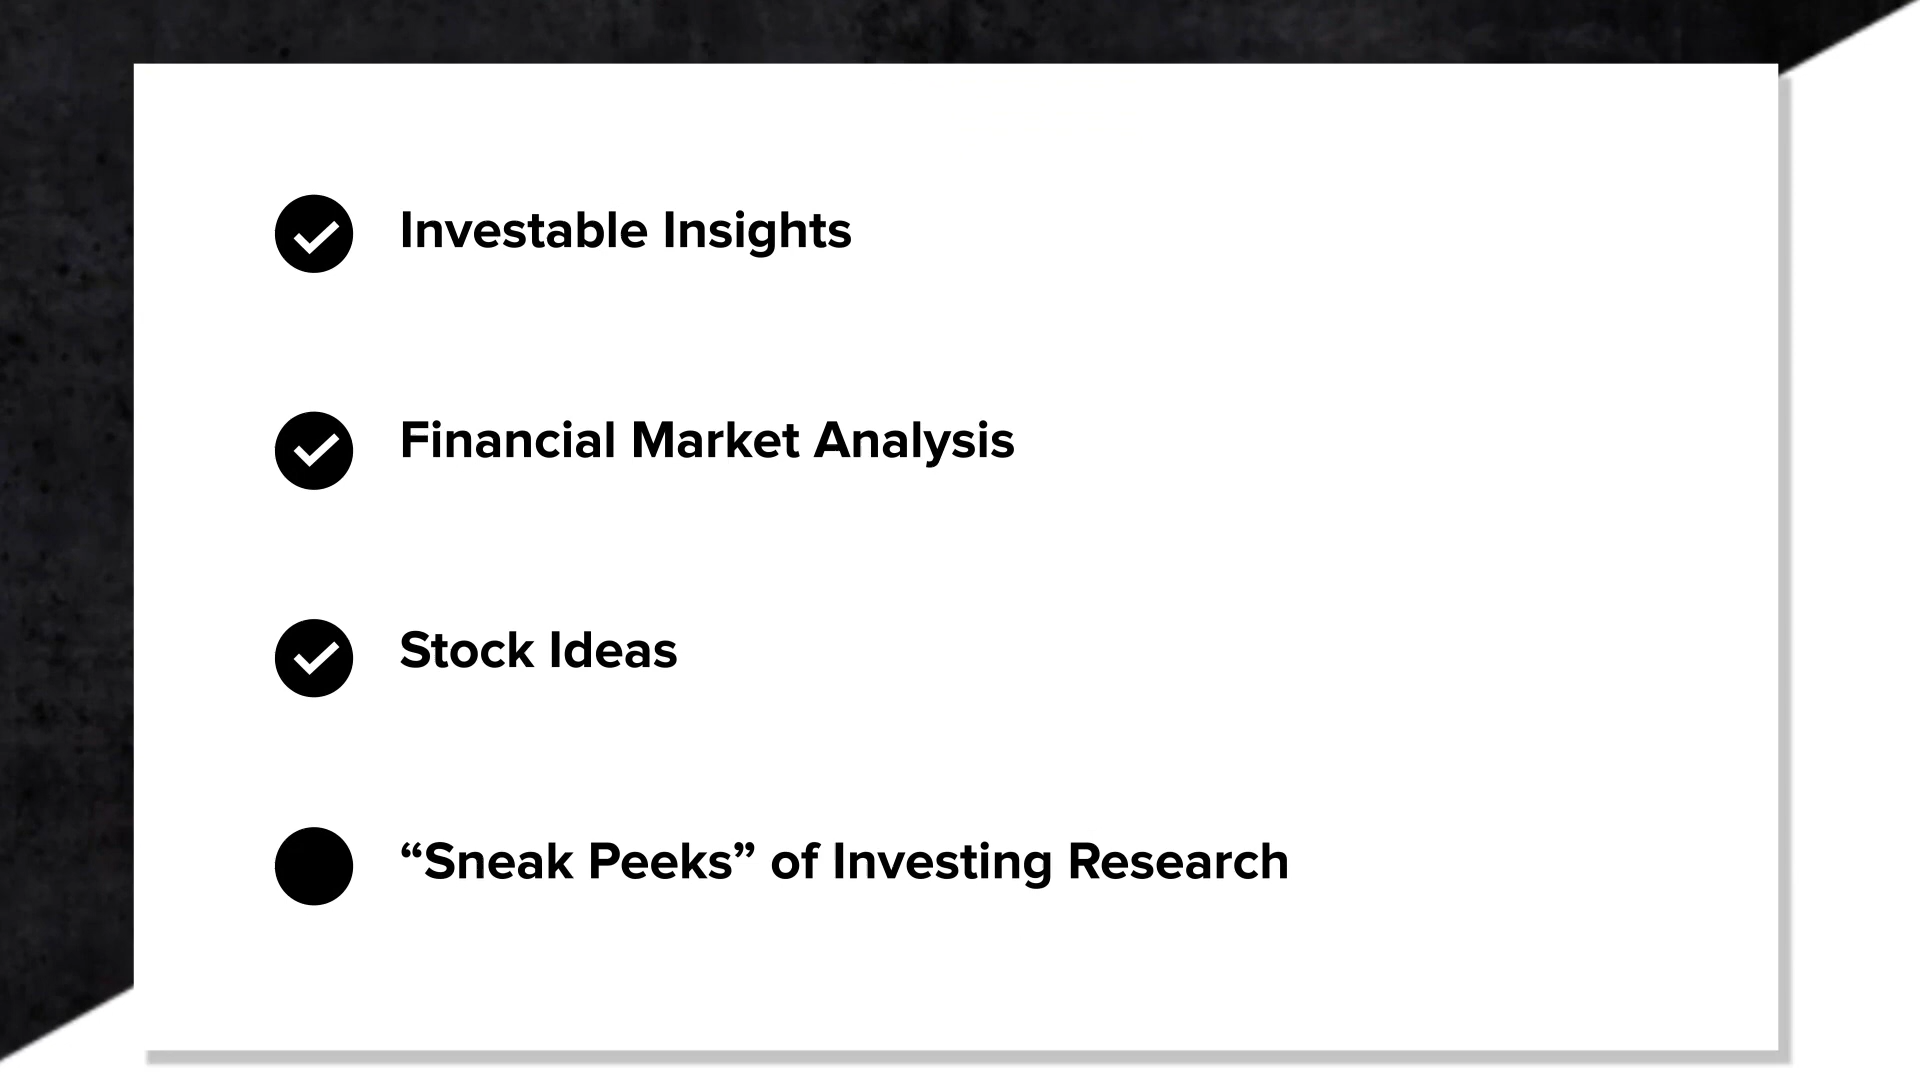 Investable Insights
Financial Market Analysis
Stock Ideas
“Sneak Peeks” of Investing Research